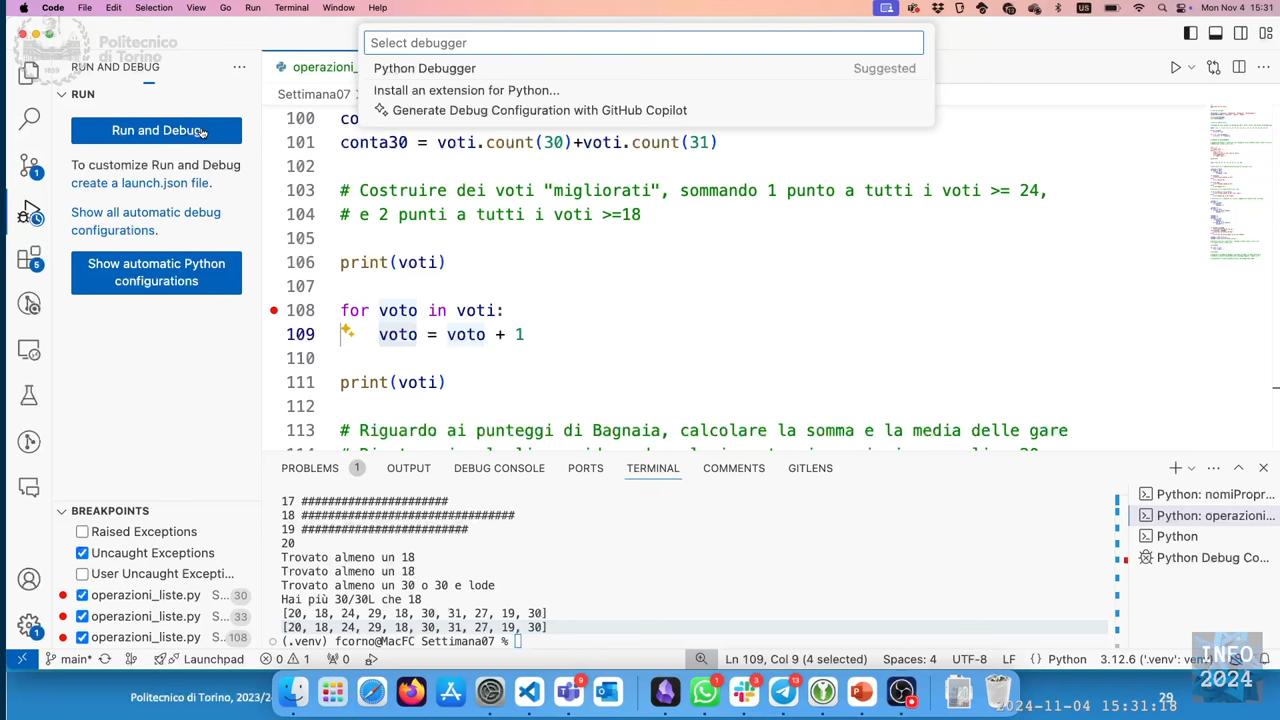 Code File Edit Selection View Go Run Terminal Window Help
Mon Nov 4 15:31
Politecnico
di Torino
1859
RUN AND DEBUG
RUN
Run and Debug
To customize Run and Debug
create a launch.json file.
Show all automatic debug
configurations.
Show automatic Python
configurations
Select debugger
Python Debugger Suggested
Install an extension for Python...
Generate Debug Configuration with GitHub Copilot
operazioni_
Settimana07 >
100
101 conta30 = voti.count(30)+voti.count(31)
102
103 # Costruire dei voti "migliorati", sommando 1 punto a tutti i voti >= 24,
104 # e 2 punti a tutti i voti >=18
105
106 print(voti)
107
108 for voto in voti:
109 voto = voto + 1
110
111 print(voti)
112
113 # Riguardo ai punteggi di Bagnaia, calcolare la somma e la media delle gare
PROBLEMS 1 OUTPUT DEBUG CONSOLE PORTS TERMINAL COMMENTS GITLENS
17 ######################
18 ################################
19 #########################
20
Trovato almeno un 18
Trovato almeno un 18
Trovato almeno un 30 o 30 e lode
Hai più 30/30L che 18
[20, 18, 24, 29, 18, 30, 31, 27, 19, 30]
[20, 18, 24, 29, 18, 30, 31, 27, 19, 30]
(.venv) fcorno@MacFC Settimana07 %
Python: nomiPropr...
Python: operazioni...
Python
Python Debug Co...
BREAKPOINTS
Raised Exceptions
Uncaught Exceptions
User Uncaught Excepti...
operazioni_liste.py S... 30
operazioni_liste.py S... 33
operazioni_liste.py S... 108
main* Launchpad 0 1 0 Ln 109, Col 9 (4 selected) Spaces: 4 UTF-8 LF { } Python 3.12.6 ('.venv': venv)
Politecnico di Torino, 2023/2
29
INFO
2024
2024-11-04 15:31:18